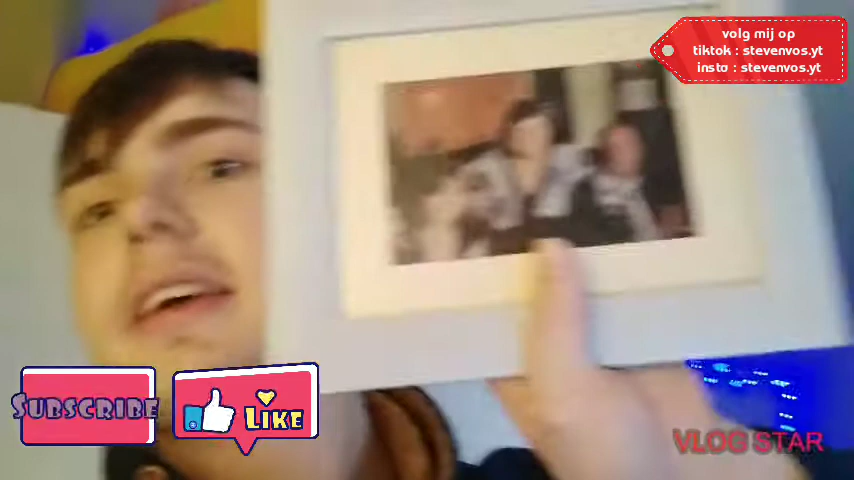 volg mij op
tiktok : stevenvos.yt
insta : stevenvos.yt
SUBSCRIBE
LIKE
VLOG STAR